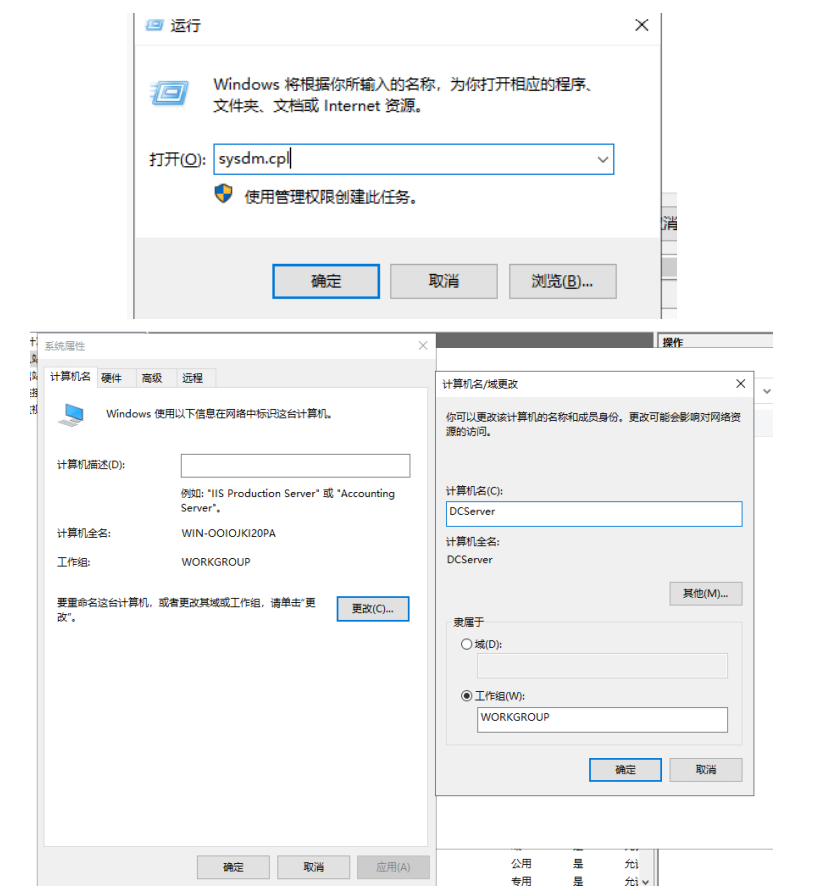 运行
Windows 将根据你所输入的名称，为你打开相应的程序、
文件夹、文档或 Internet 资源。
打开(O): sysdm.cpl
使用管理权限创建此任务。
确定 取消 浏览(B)...
系统属性
计算机名 硬件 高级 远程
Windows 使用以下信息在网络中标识这台计算机。
计算机描述(D):
例如: "IIS Production Server" 或 "Accounting
Server"。
计算机全名: WIN-OOIOJKI20PA
工作组: WORKGROUP
要重命名这台计算机，或者更改其域或工作组，请单击"更
改"。
更改(C)...
确定 取消 应用(A)
操作
计算机名/域更改
你可以更改该计算机的名称和成员身份。更改可能会影响对网络资
源的访问。
计算机名(C):
DCServer
计算机全名:
DCServer
其他(M)...
隶属于
域(D):
工作组(W):
WORKGROUP
确定 取消
公用 是
专用 是